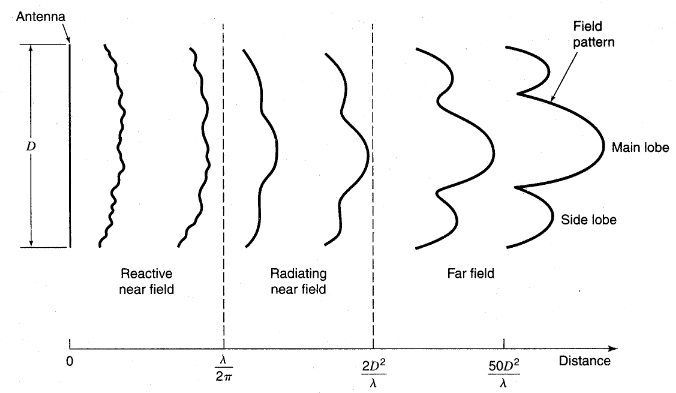 Antenna
Field
pattern
D
Main lobe
Side lobe
Reactive
near field
Radiating
near field
Far field
0
λ
2π
2D²
λ
50D²
λ
Distance